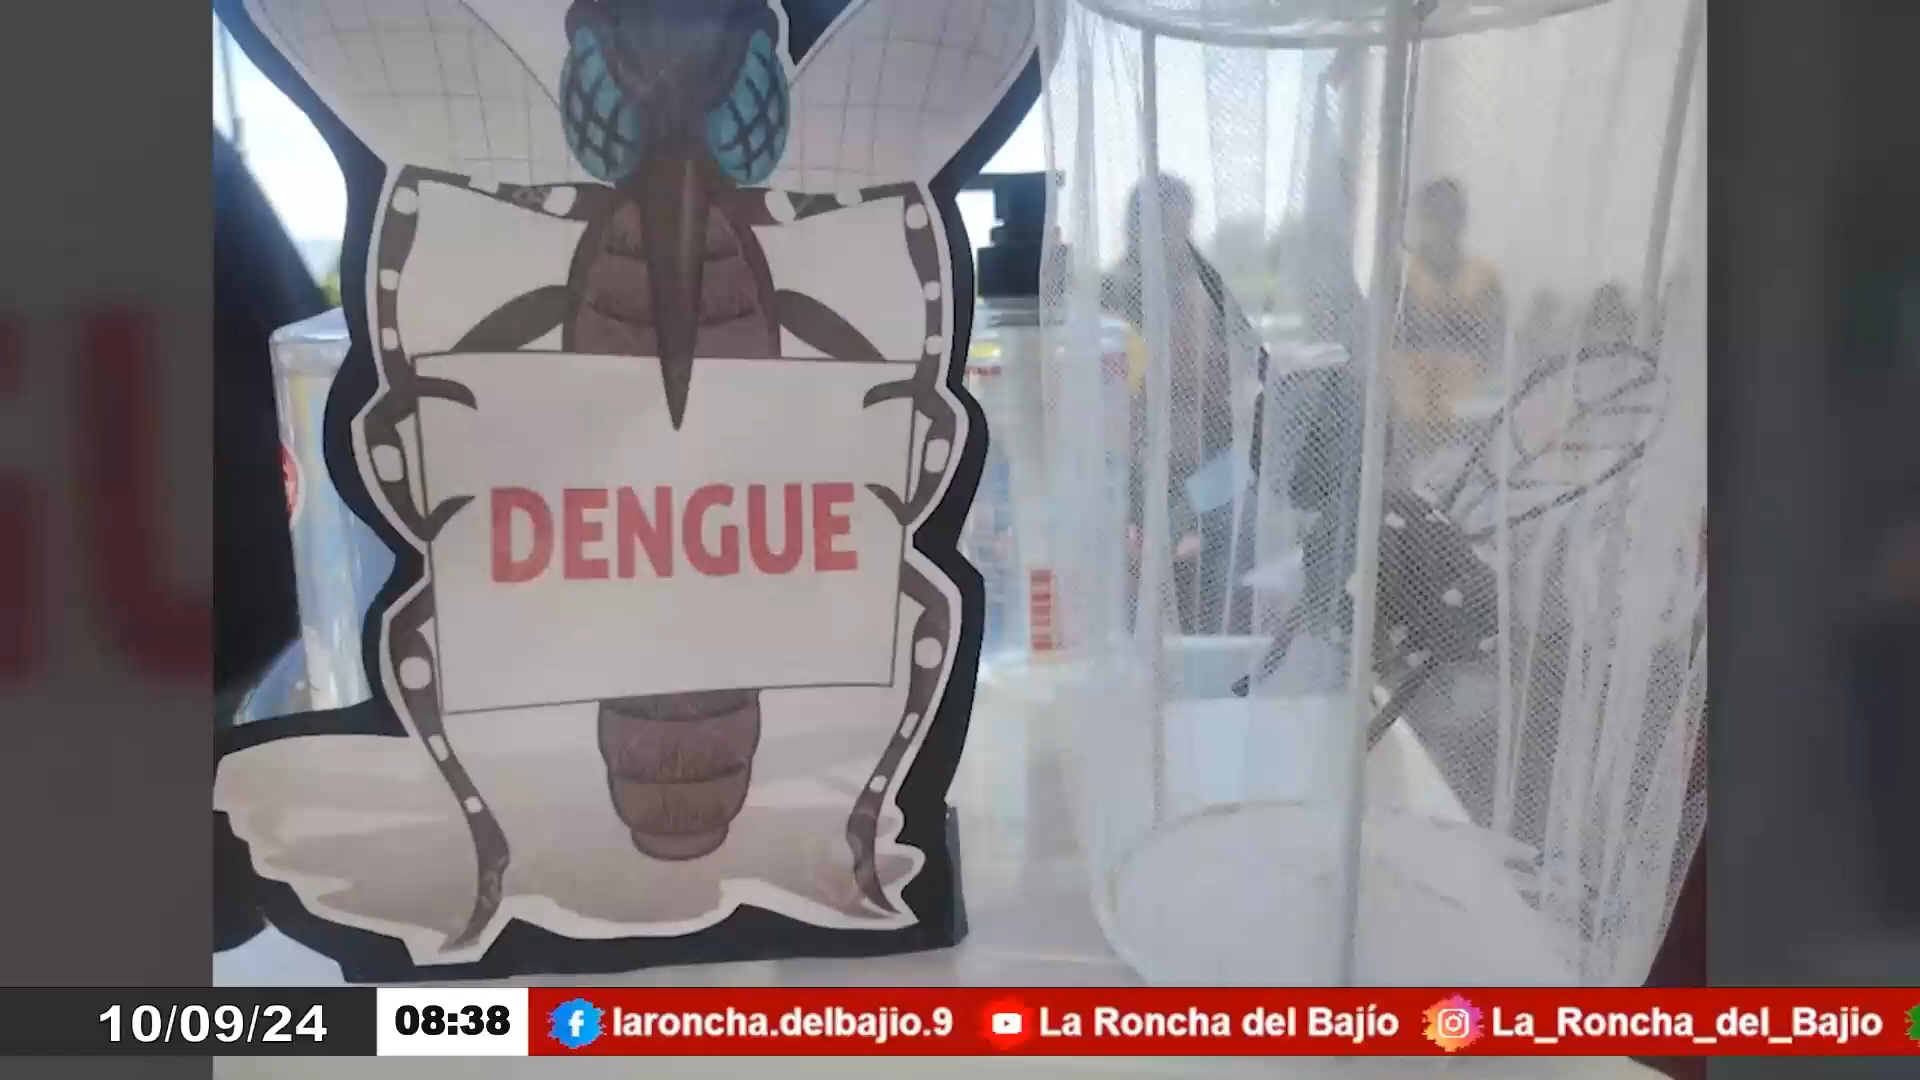 DENGUE
10/09/24
08:38
laroncha.delbajio.9
La Roncha del Bajío
La_Roncha_del_Bajio